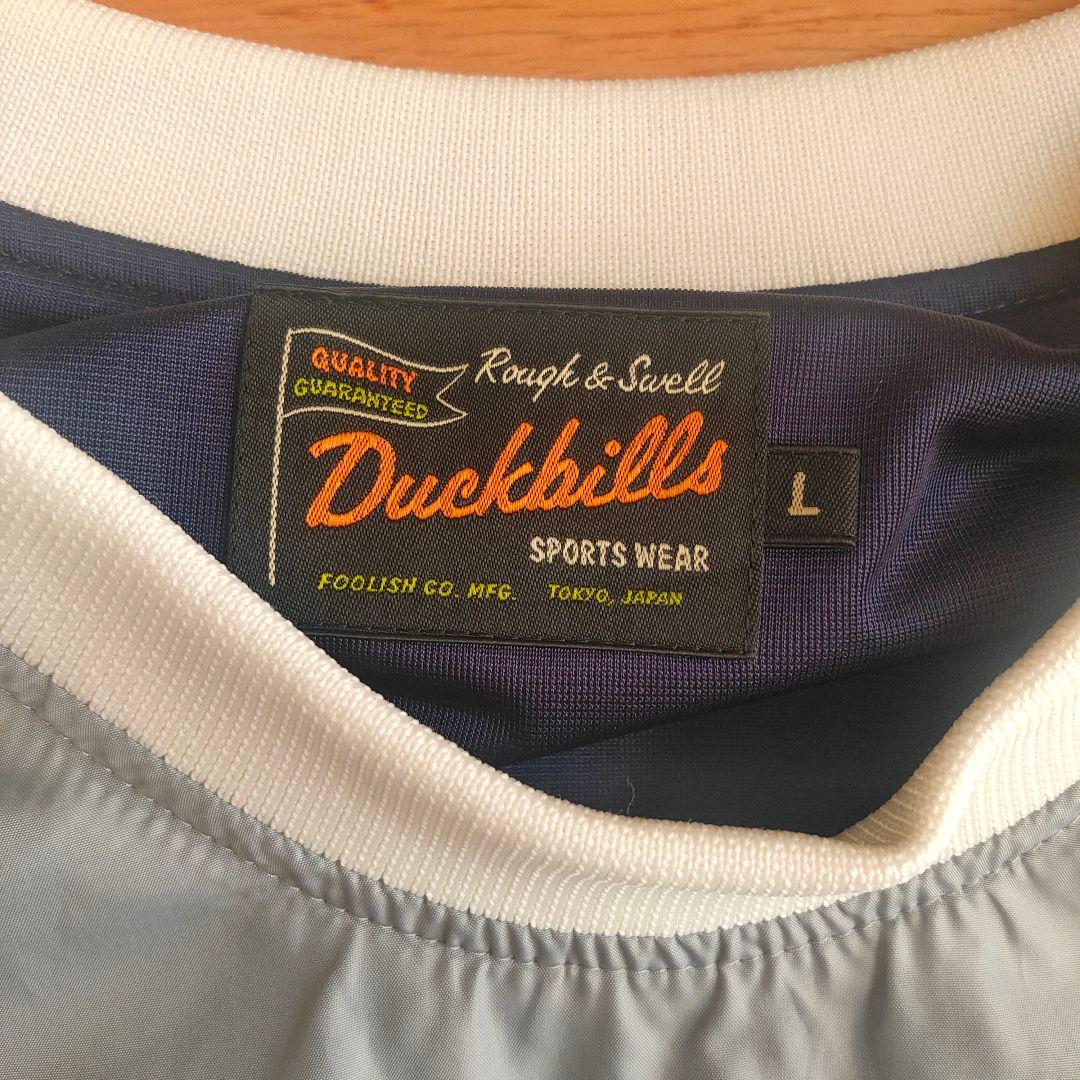 QUALITY
GUARANTEED
Rough & Swell
Duckbills
SPORTS WEAR
FOOLISH CO. MFG. TOKYO, JAPAN
L